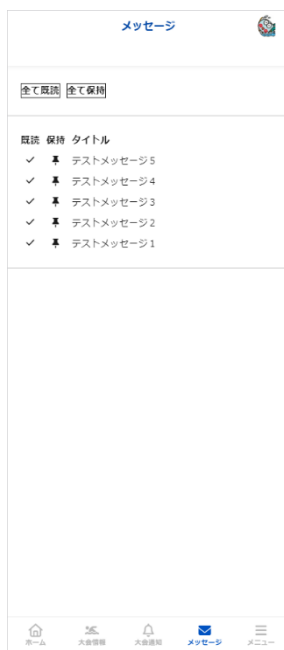 メッセージ
全て既読 全て保持
既読 保持 タイトル
テストメッセージ5
テストメッセージ4
テストメッセージ3
テストメッセージ2
テストメッセージ1
ホーム 大会情報 大会通知 メッセージ メニュー